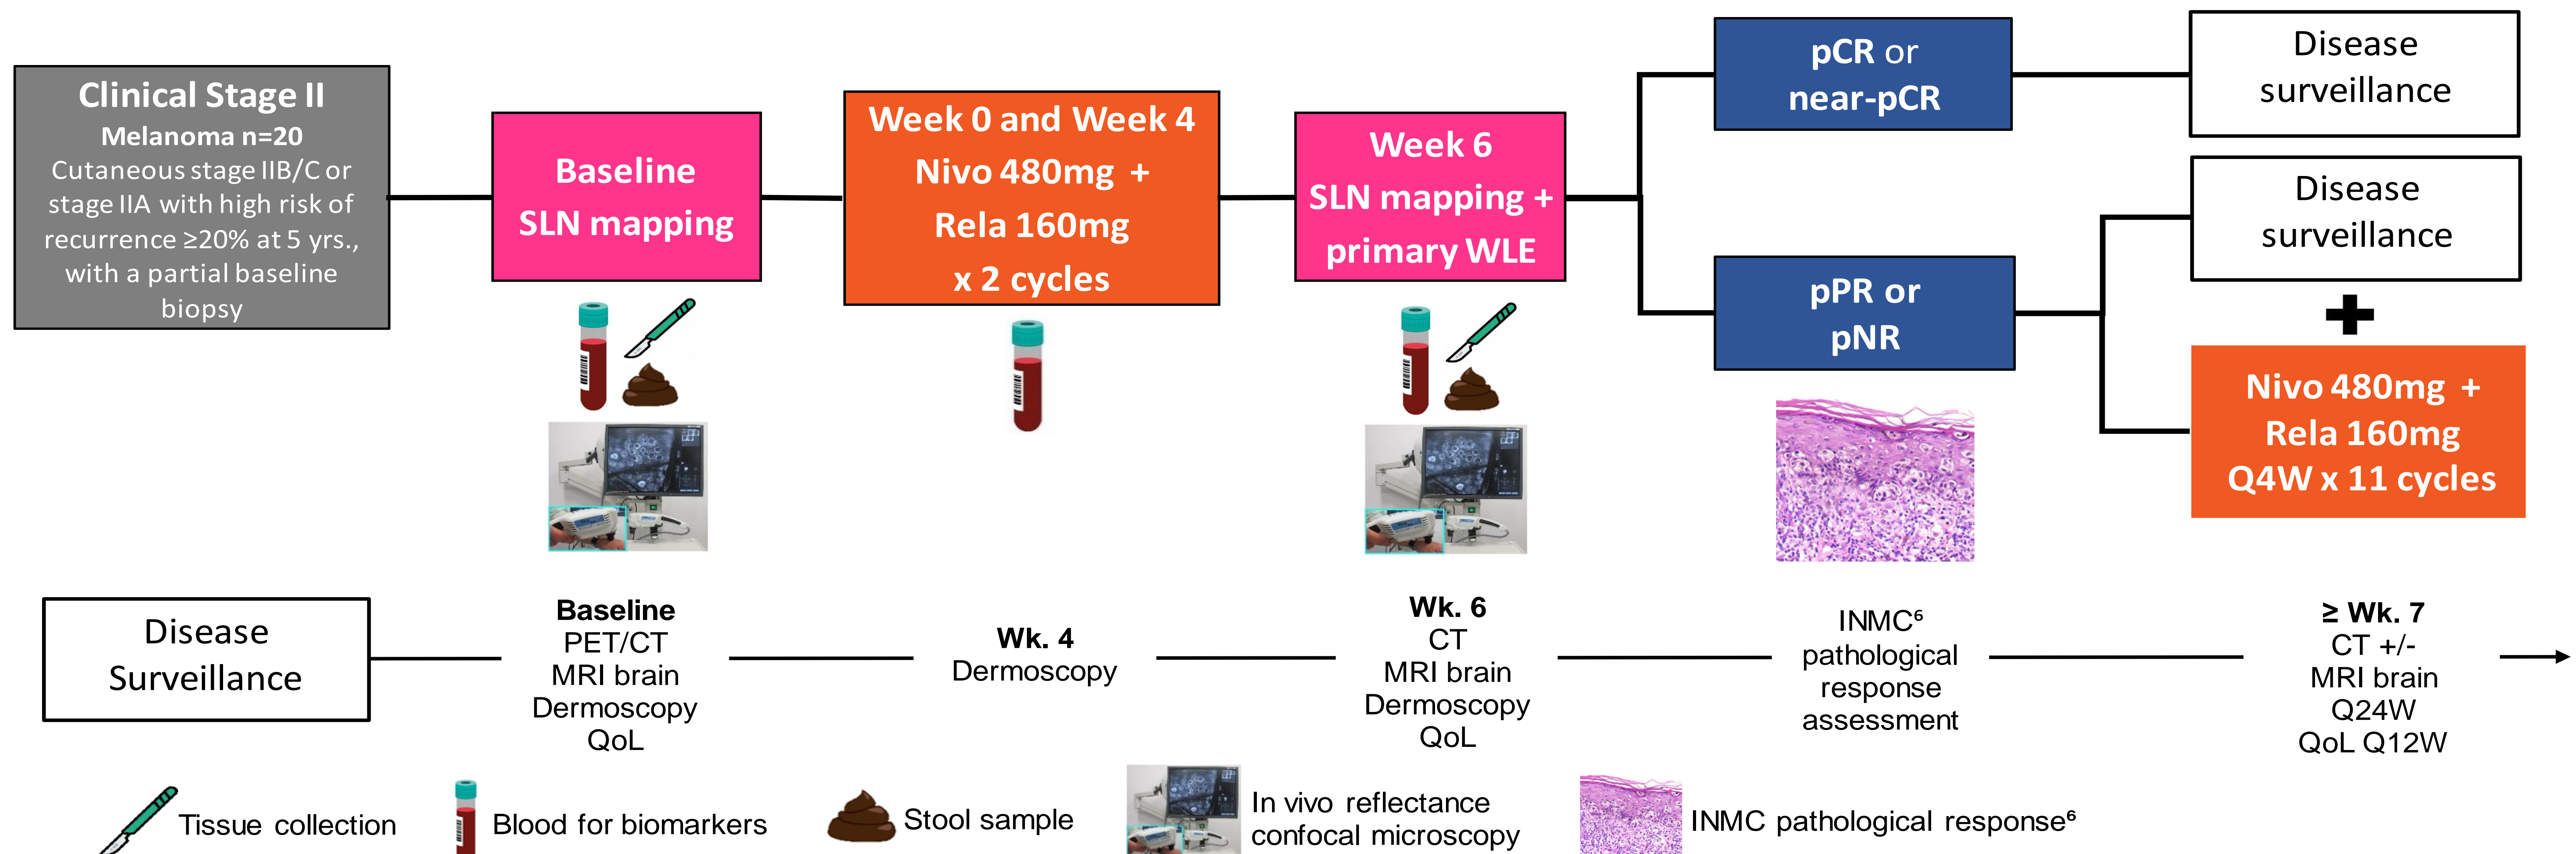 Clinical Stage II
Melanoma n=20
Cutaneous stage IIB/C or
stage IIA with high risk of
recurrence ≥20% at 5 yrs.,
with a partial baseline
biopsy
Baseline
SLN mapping
Week 0 and Week 4
Nivo 480mg +
Rela 160mg
x 2 cycles
Week 6
SLN mapping +
primary WLE
pCR or
near-pCR
Disease
surveillance
pPR or
pNR
Disease
surveillance
Nivo 480mg +
Rela 160mg
Q4W x 11 cycles
Disease
Surveillance
Baseline
PET/CT
MRI brain
Dermoscopy
QoL
Wk. 4
Dermoscopy
Wk. 6
CT
MRI brain
Dermoscopy
QoL
INMC⁶
pathological
response
assessment
≥ Wk. 7
CT +/-
MRI brain
Q24W
QoL Q12W
Tissue collection
Blood for biomarkers
Stool sample
In vivo reflectance
confocal microscopy
INMC pathological response⁶